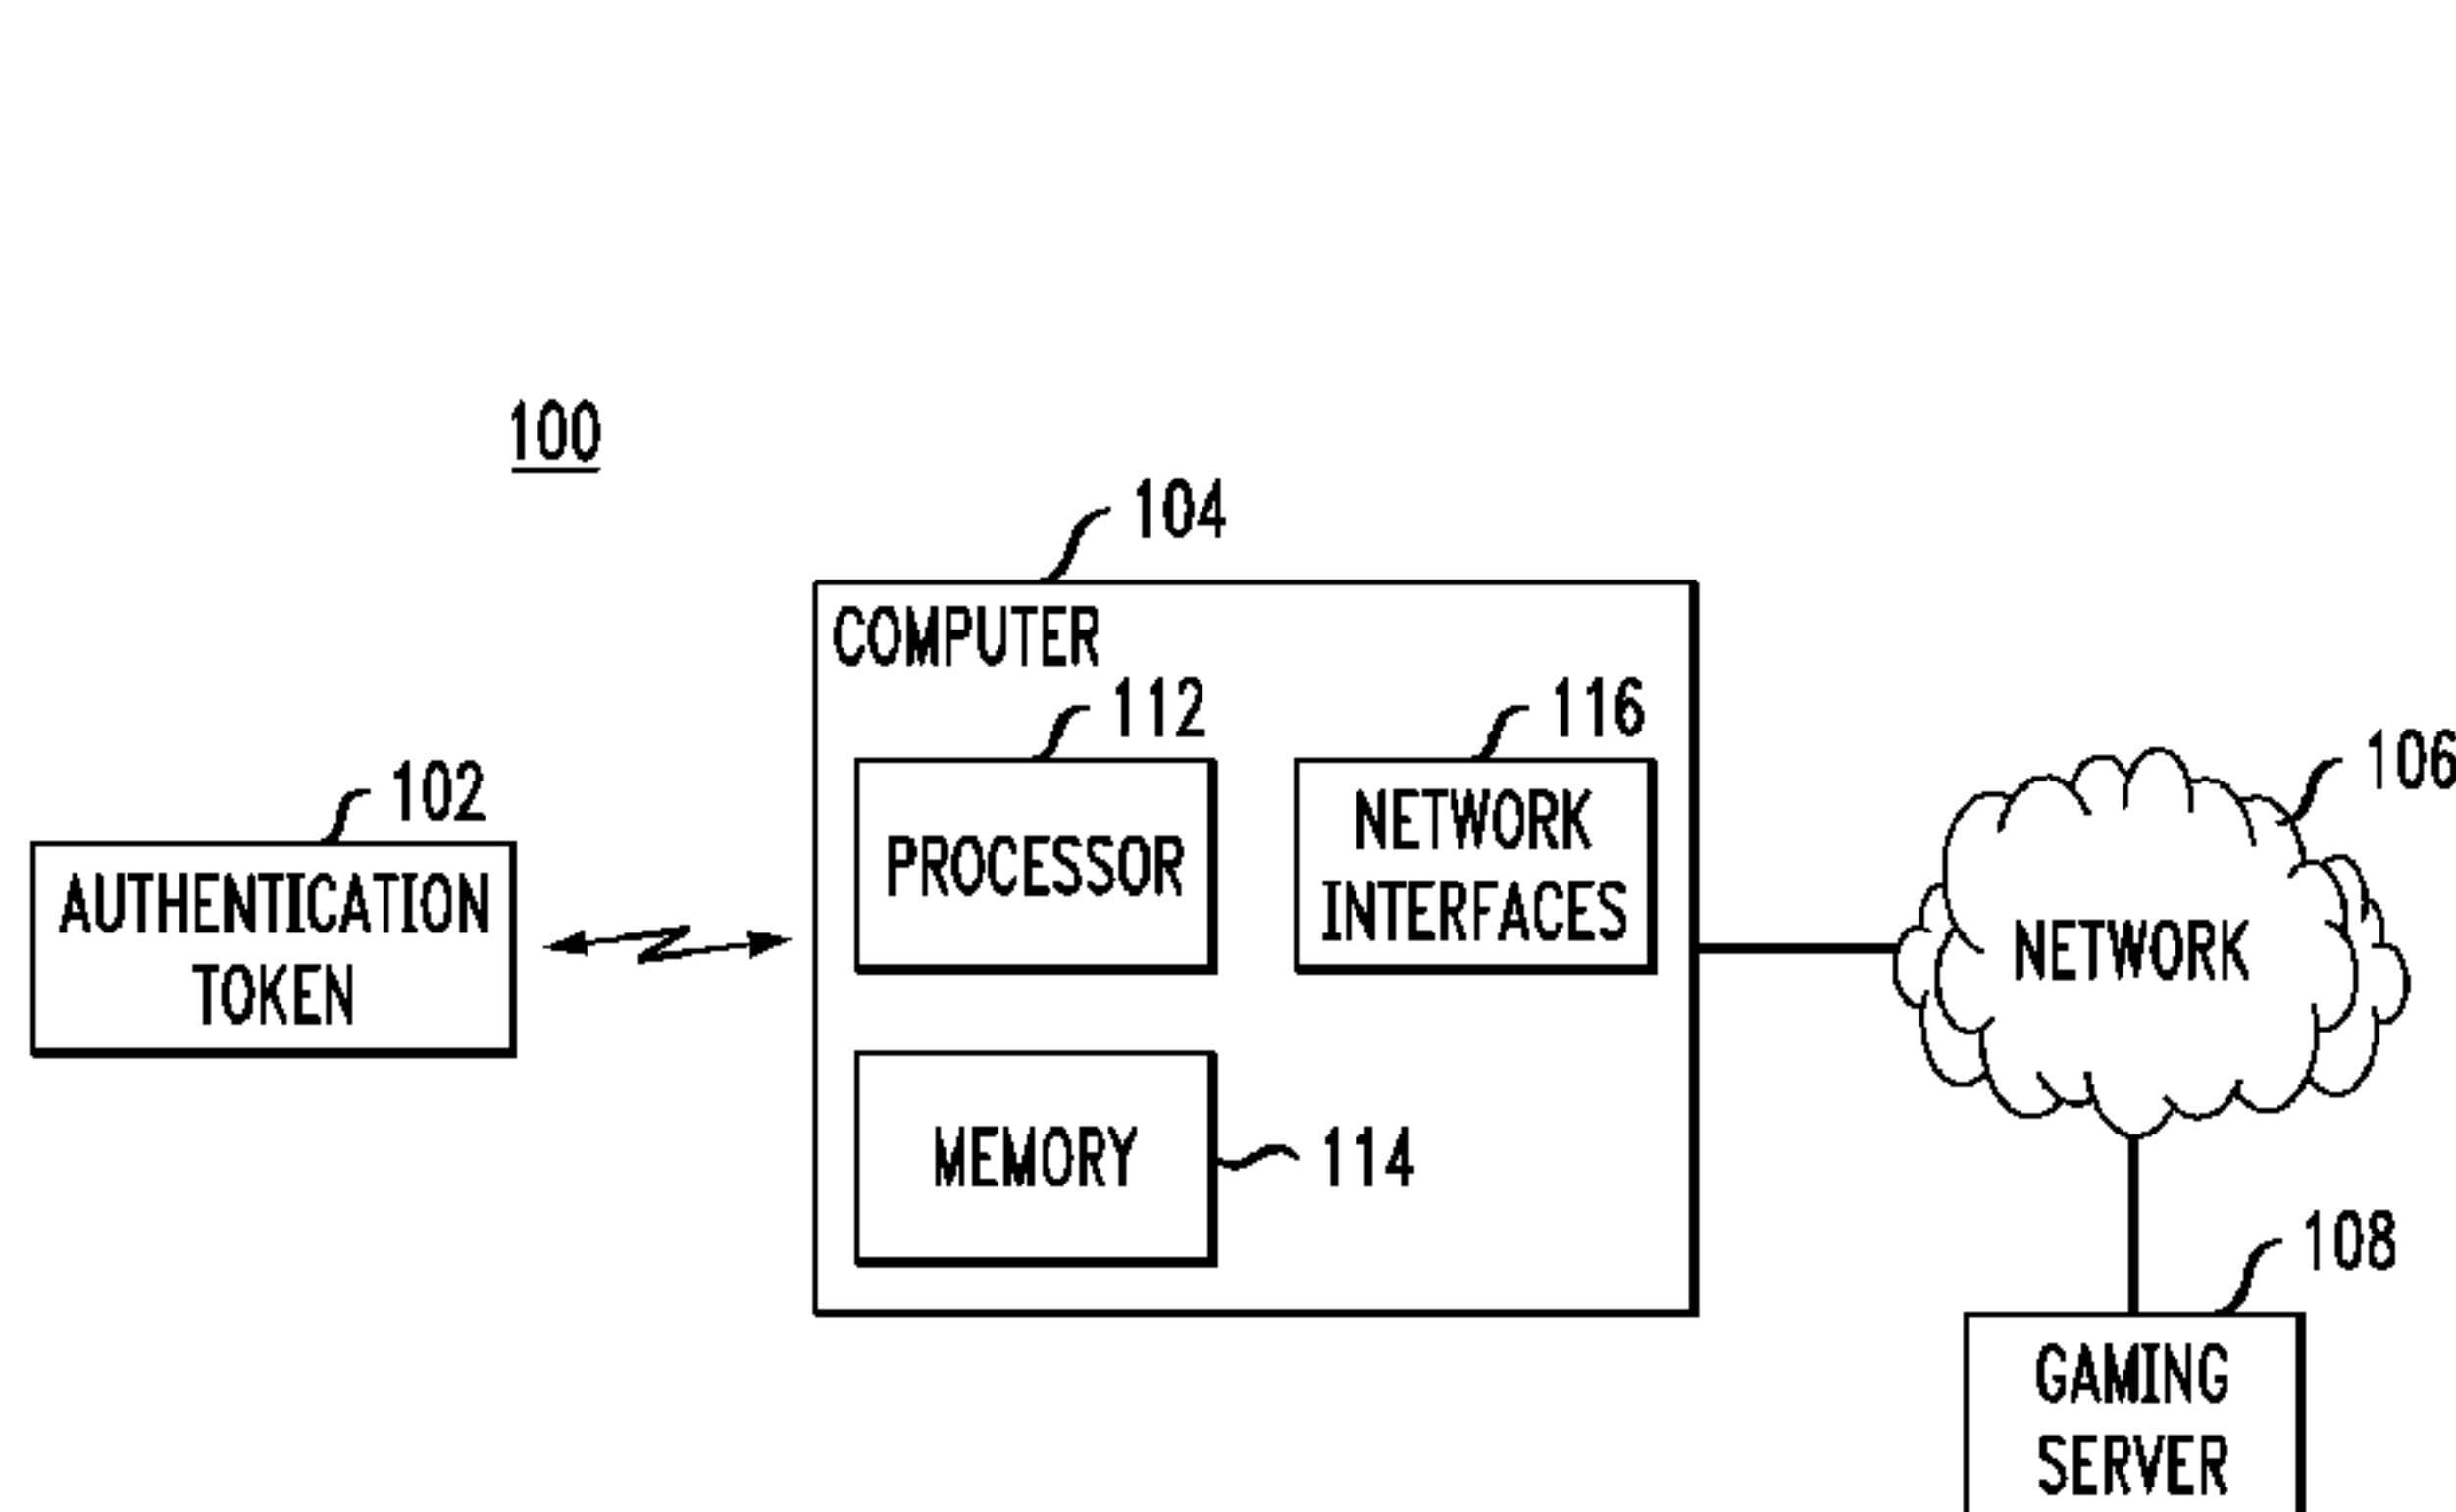 100
104
COMPUTER
112
116
106
102
NETWORK
INTERFACES
PROCESSOR
AUTHENTICATION
TOKEN
NETWORK
MEMORY
114
108
GAMING
SERVER